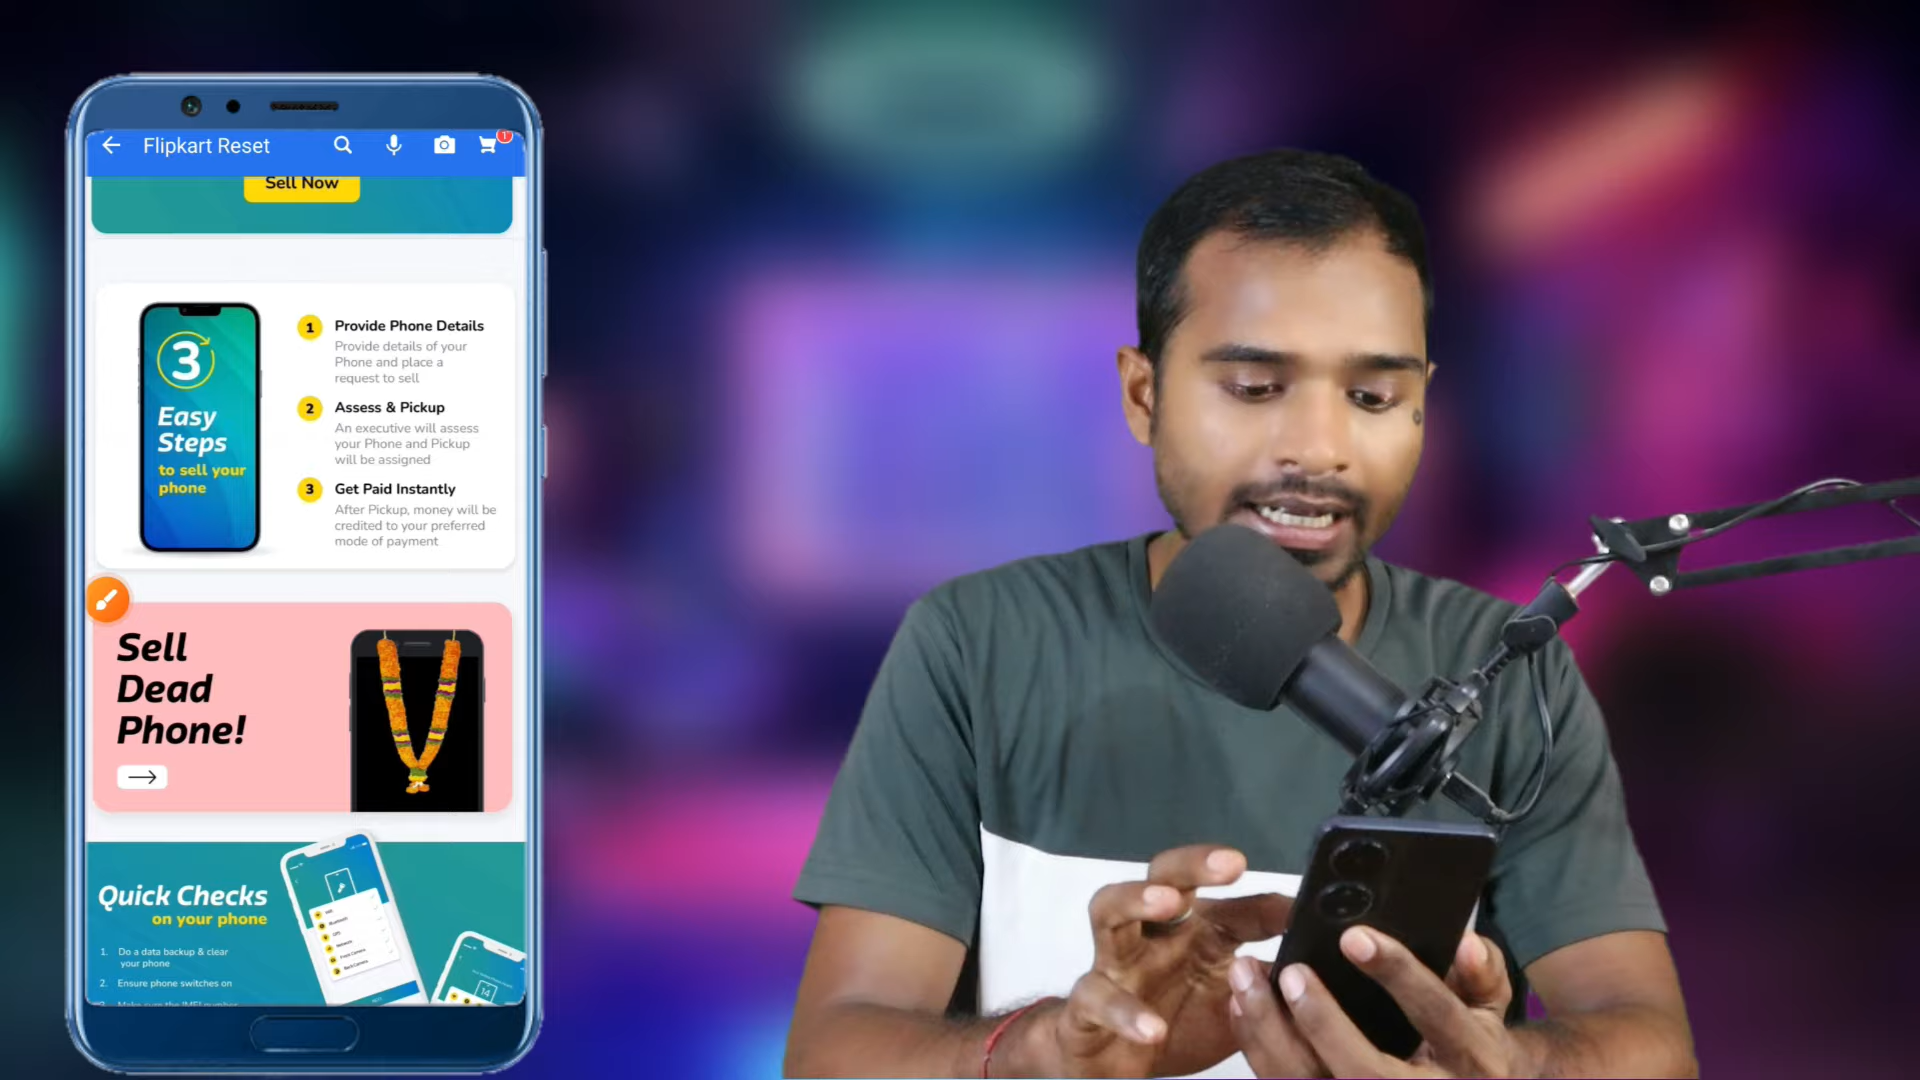 Flipkart Reset
1
Sell Now
3
Easy
Steps
to sell your
phone
1 Provide Phone Details
Provide details of your
Phone and place a
request to sell
2 Assess & Pickup
An executive will assess
your Phone and Pickup
will be assigned
3 Get Paid Instantly
After Pickup, money will be
credited to your preferred
mode of payment
Sell
Dead
Phone!
Quick Checks
on your phone
1. Do a data backup & clear
your phone
2. Ensure phone switches on
14